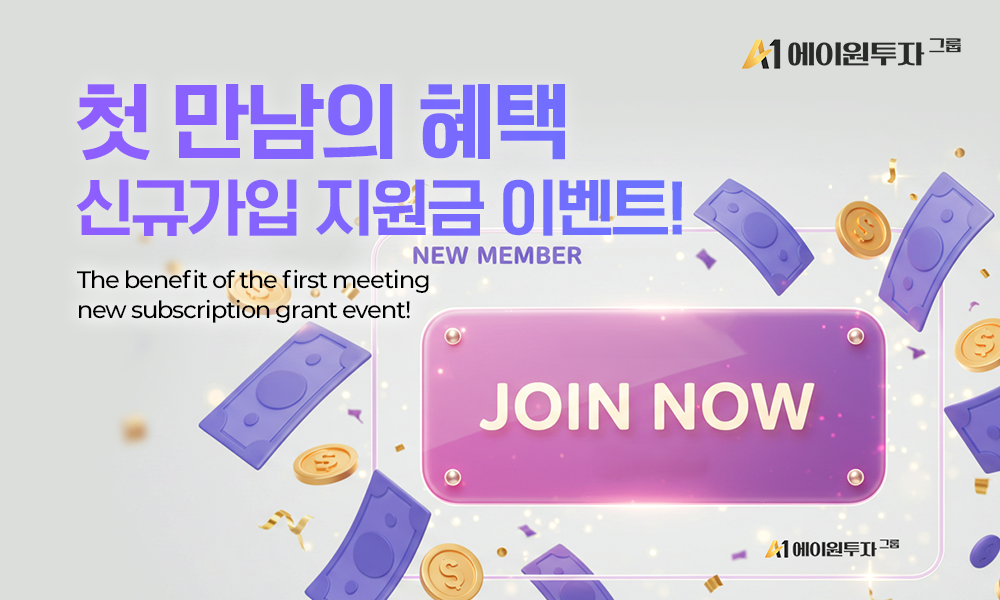 A1 에이원투자그룹
첫 만남의 혜택
신규가입 지원금 이벤트!
NEW MEMBER
The benefit of the first meeting
new subscription grant event!
JOIN NOW
A1 에이원투자그룹